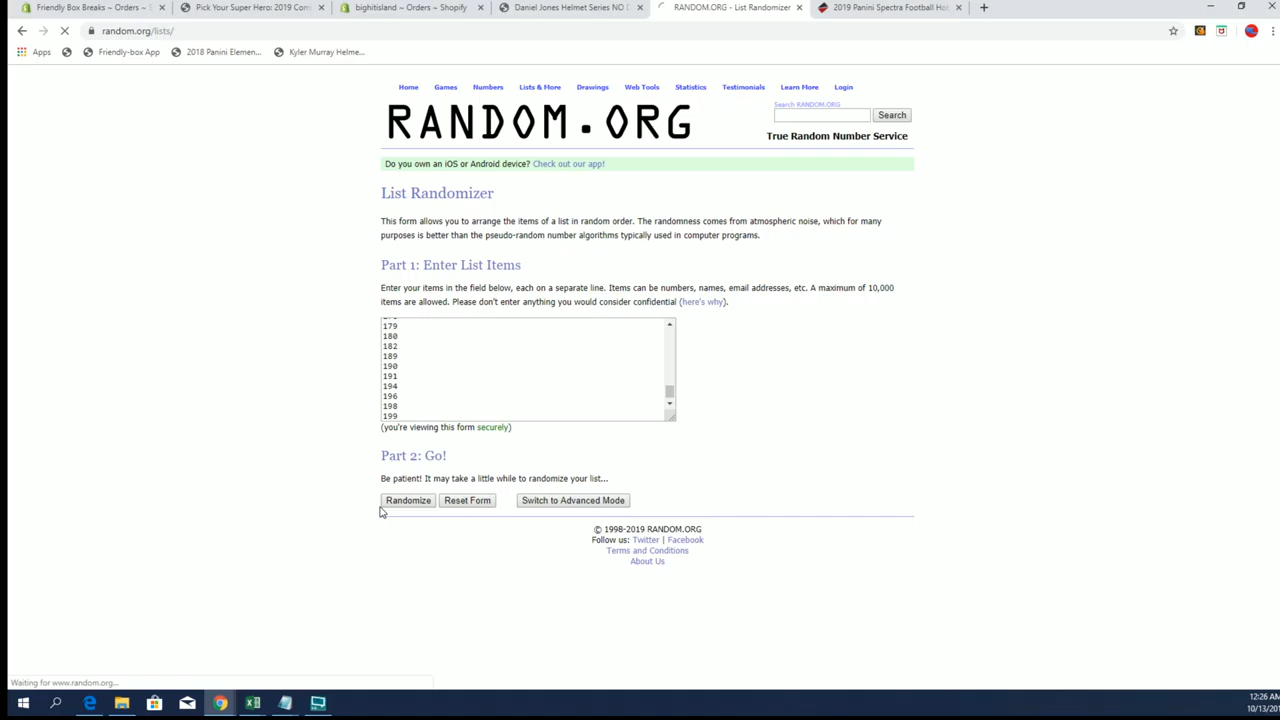 Friendly Box Breaks ~ Orders ~ S
Pick Your Super Hero: 2019 Com
bighitisland ~ Orders ~ Shopify
Daniel Jones Helmet Series NO D
RANDOM.ORG - List Randomizer
2019 Panini Spectra Football Hob
random.org/lists/
Apps
Friendly-box App
2018 Panini Elemen...
Kyler Murray Helme...
Home
Games
Numbers
Lists & More
Drawings
Web Tools
Statistics
Testimonials
Learn More
Login
RANDOM.ORG
Search RANDOM.ORG
Search
True Random Number Service
Do you own an iOS or Android device? Check out our app!
List Randomizer
This form allows you to arrange the items of a list in random order. The randomness comes from atmospheric noise, which for many
purposes is better than the pseudo-random number algorithms typically used in computer programs.
Part 1: Enter List Items
Enter your items in the field below, each on a separate line. Items can be numbers, names, email addresses, etc. A maximum of 10,000
items are allowed. Please don't enter anything you would consider confidential (here's why).
179
180
182
189
190
191
194
196
198
199
(you're viewing this form securely)
Part 2: Go!
Be patient! It may take a little while to randomize your list...
Randomize
Reset Form
Switch to Advanced Mode
© 1998-2019 RANDOM.ORG
Follow us: Twitter | Facebook
Terms and Conditions
About Us
Waiting for www.random.org...
12:26 AM
10/13/201